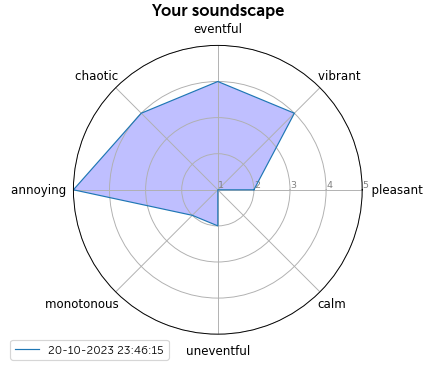 Your soundscape
eventful
chaotic
vibrant
annoying
1
2
3
4
5
pleasant
monotonous
calm
uneventful
20-10-2023 23:46:15